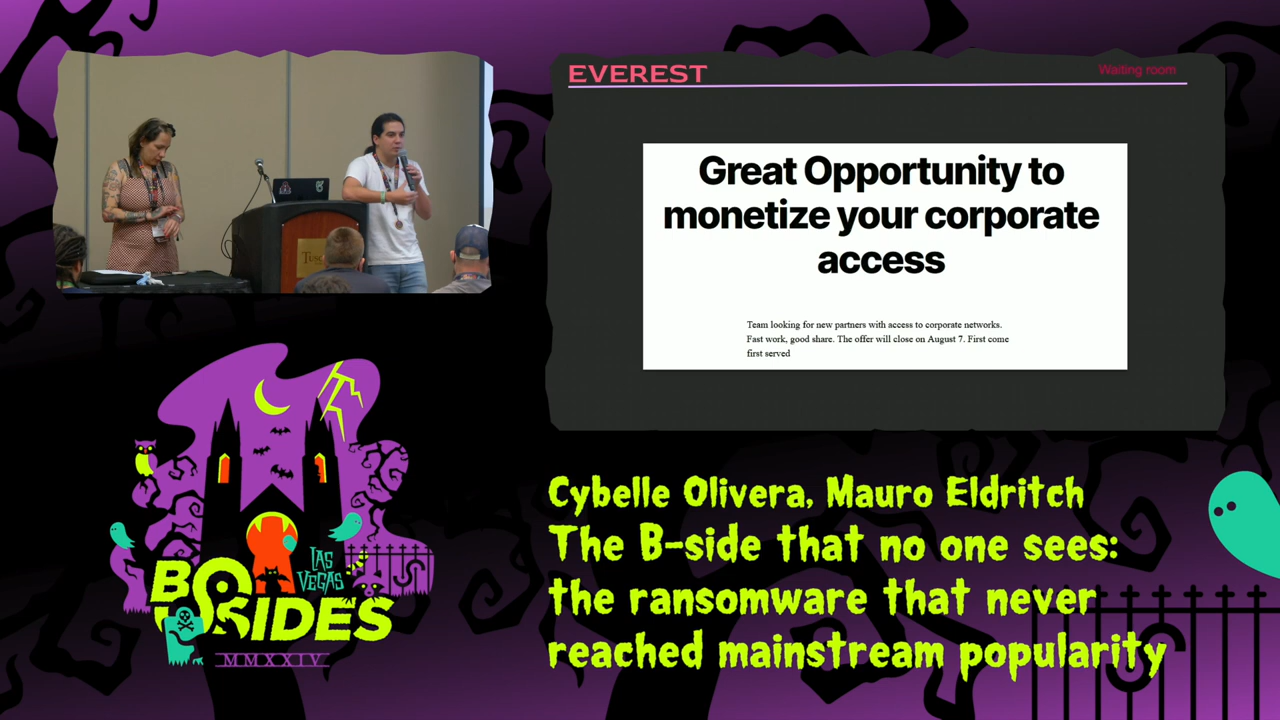 EVEREST
Waiting room
Great Opportunity to
monetize your corporate
access
Team looking for new partners with access to corporate networks.
Fast work, good share. The offer will close on August 7. First come
first served
BSIDES
LAS
VEGAS
MMXXIV
Cybelle Olivera, Mauro Eldritch
The B-side that no one sees:
the ransomware that never
reached mainstream popularity